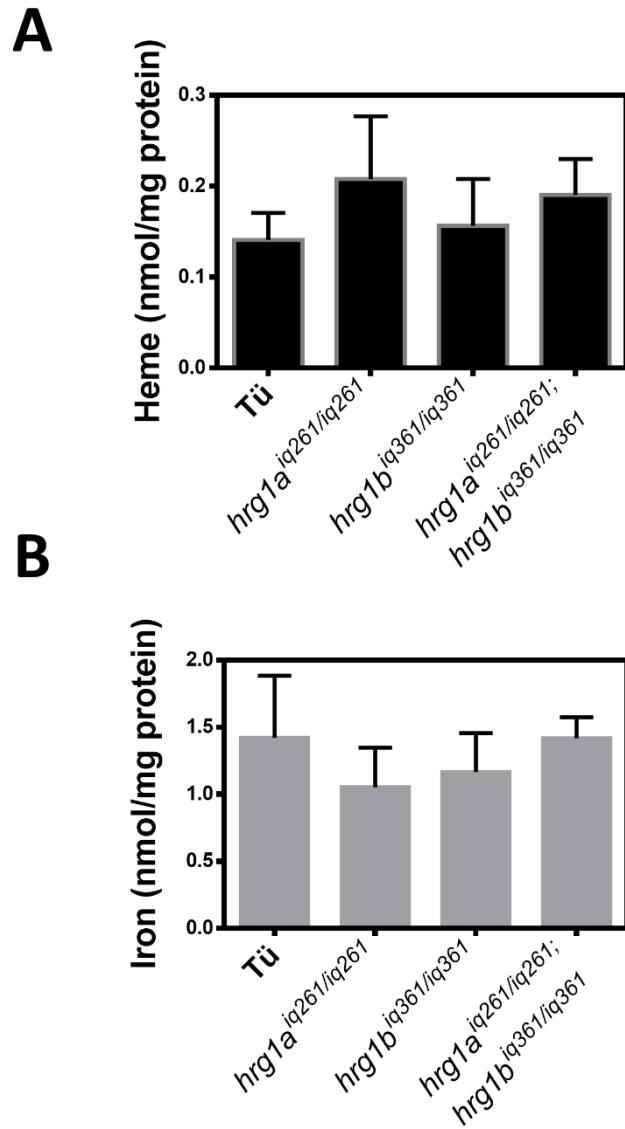 A
Heme (nmol/mg protein)
0.3
0.2
0.1
0.0
Tü
hrg1a^iq261/iq261
hrg1b^iq361/iq361
hrg1a^iq261/iq261;
hrg1b^iq361/iq361
B
Iron (nmol/mg protein)
2.0
1.5
1.0
0.5
0.0
Tü
hrg1a^iq261/iq261
hrg1b^iq361/iq361
hrg1a^iq261/iq261;
hrg1b^iq361/iq361